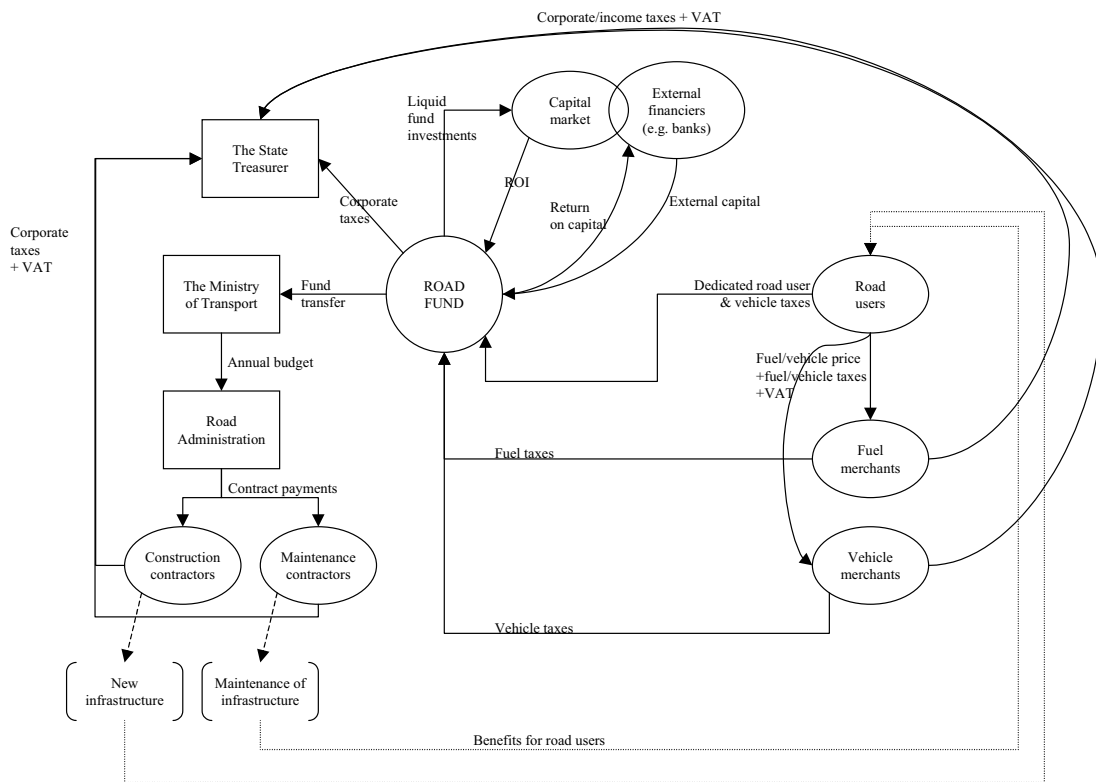 Corporate/income taxes + VAT
Liquid
fund
investments
Capital
market
External
financiers
(e.g. banks)
The State
Treasurer
ROI
Corporate
taxes
Return
on capital
External capital
Corporate
taxes
+ VAT
The Ministry
of Transport
Fund
transfer
ROAD
FUND
Dedicated road user
& vehicle taxes
Road
users
Annual budget
Fuel/vehicle price
+fuel/vehicle taxes
+VAT
Road
Administration
Fuel taxes
Fuel
merchants
Contract payments
Construction
contractors
Maintenance
contractors
Vehicle
merchants
Vehicle taxes
New
infrastructure
Maintenance of
infrastructure
Benefits for road users